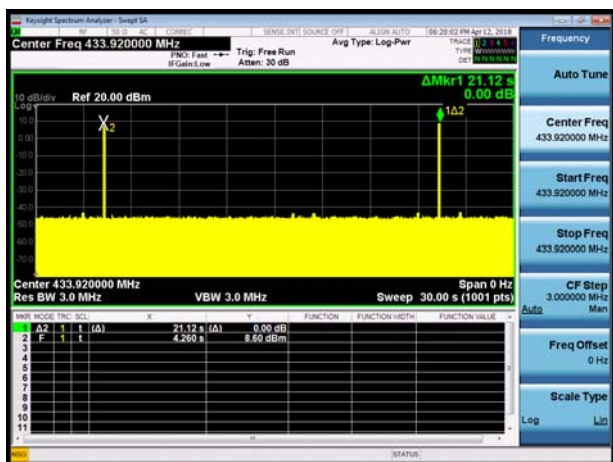 Keysight Spectrum Analyzer - Swept SA
RF 50 Ω AC CORREC SENSE:INT SOURCE OFF ALIGN AUTO 06:20:02 PM Apr 12, 2018
Center Freq 433.920000 MHz
PNO: Fast
IFGain:Low
Trig: Free Run
Atten: 30 dB
Avg Type: Log-Pwr
TRACE 1 2 3 4 5 6
TYPE
DET N N N N N N
Frequency
Auto Tune
ΔMkr1 21.12 s
0.00 dB
10 dB/div Ref 20.00 dBm
Log
10.0
0.00
-10.0
-20.0
-30.0
-40.0
-50.0
-60.0
-70.0
2
1Δ2
Center 433.920000 MHz Span 0 Hz
Res BW 3.0 MHz VBW 3.0 MHz Sweep 30.00 s (1001 pts)
MKR MODE TRC SCL X Y FUNCTION FUNCTION WIDTH FUNCTION VALUE
1 Δ2 1 t (Δ) 21.12 s (Δ) 0.00 dB
2 F 1 t 4.260 s 8.60 dBm
3
4
5
6
7
8
9
10
11
Center Freq
433.920000 MHz
Start Freq
433.920000 MHz
Stop Freq
433.920000 MHz
CF Step
3.000000 MHz
Auto Man
Freq Offset
0 Hz
Scale Type
Log Lin
MSG STATUS